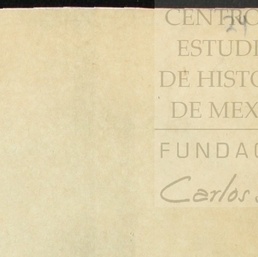 CENTRO
ESTUDI
DE HISTO
DE MEX
FUNDAC
Carlos S